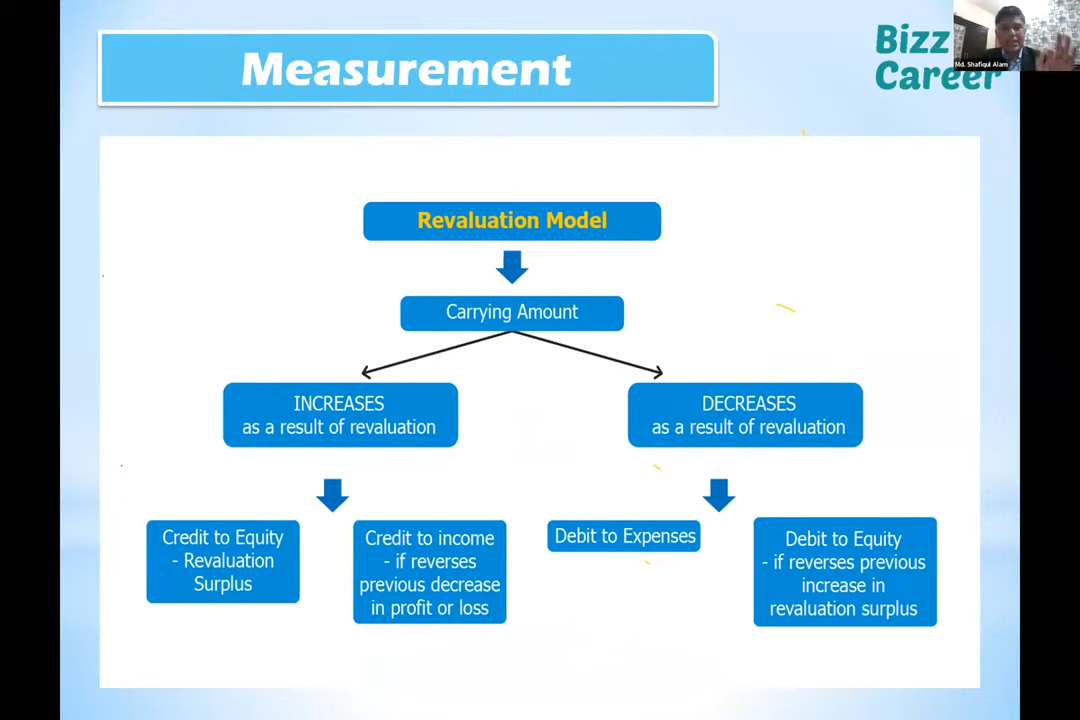 Measurement
Bizz
Career
Md. Shafiqul Alam
Revaluation Model
Carrying Amount
INCREASES
as a result of revaluation
DECREASES
as a result of revaluation
Credit to Equity
- Revaluation
Surplus
Credit to income
- if reverses
previous decrease
in profit or loss
Debit to Expenses
Debit to Equity
- if reverses previous
increase in
revaluation surplus